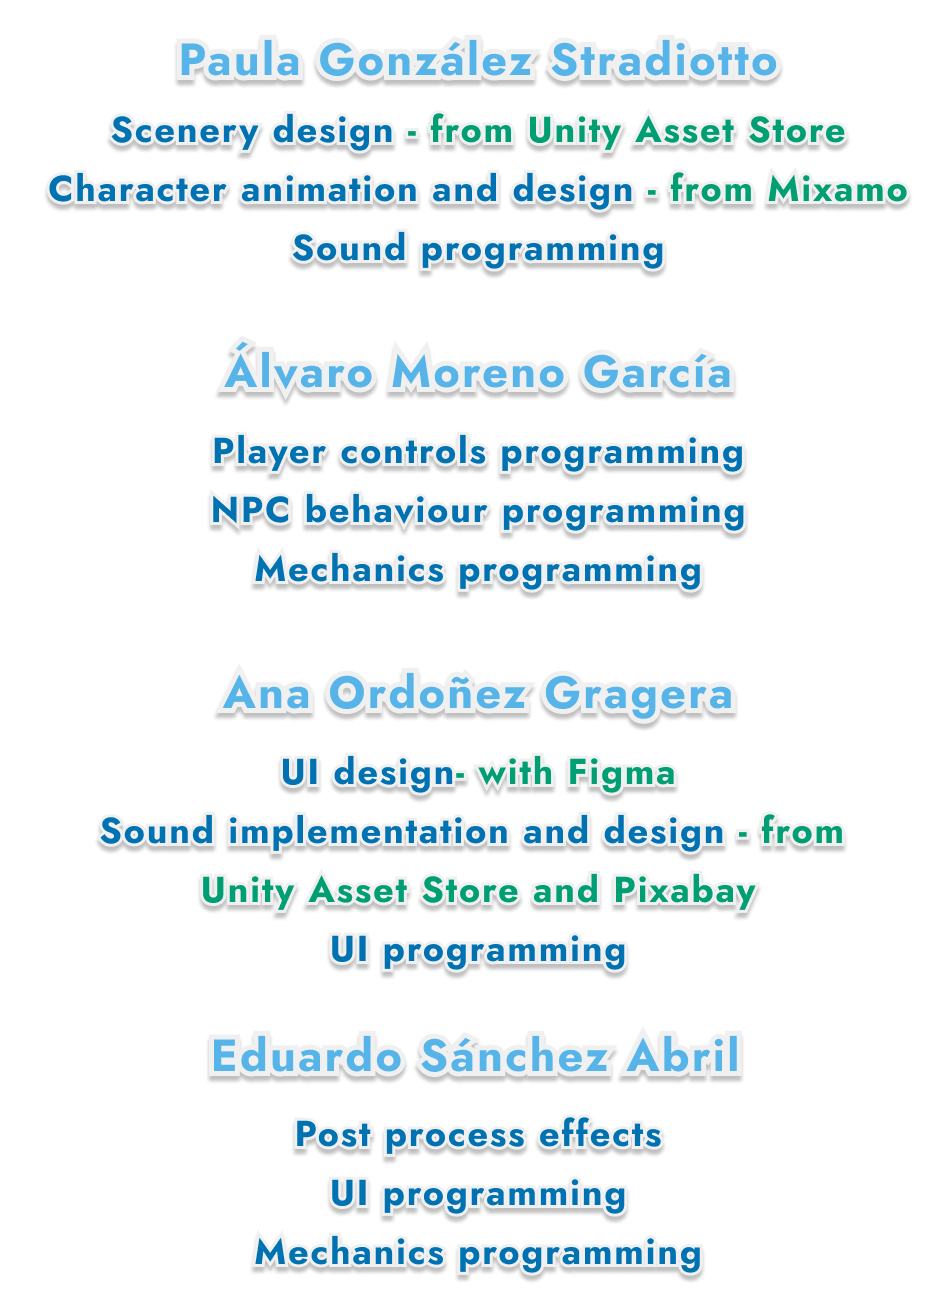 Paula González Stradiotto
Scenery design - from Unity Asset Store
Character animation and design - from Mixamo
Sound programming
Álvaro Moreno García
Player controls programming
NPC behaviour programming
Mechanics programming
Ana Ordoñez Gragera
UI design- with Figma
Sound implementation and design - from
Unity Asset Store and Pixabay
UI programming
Eduardo Sánchez Abril
Post process effects
UI programming
Mechanics programming